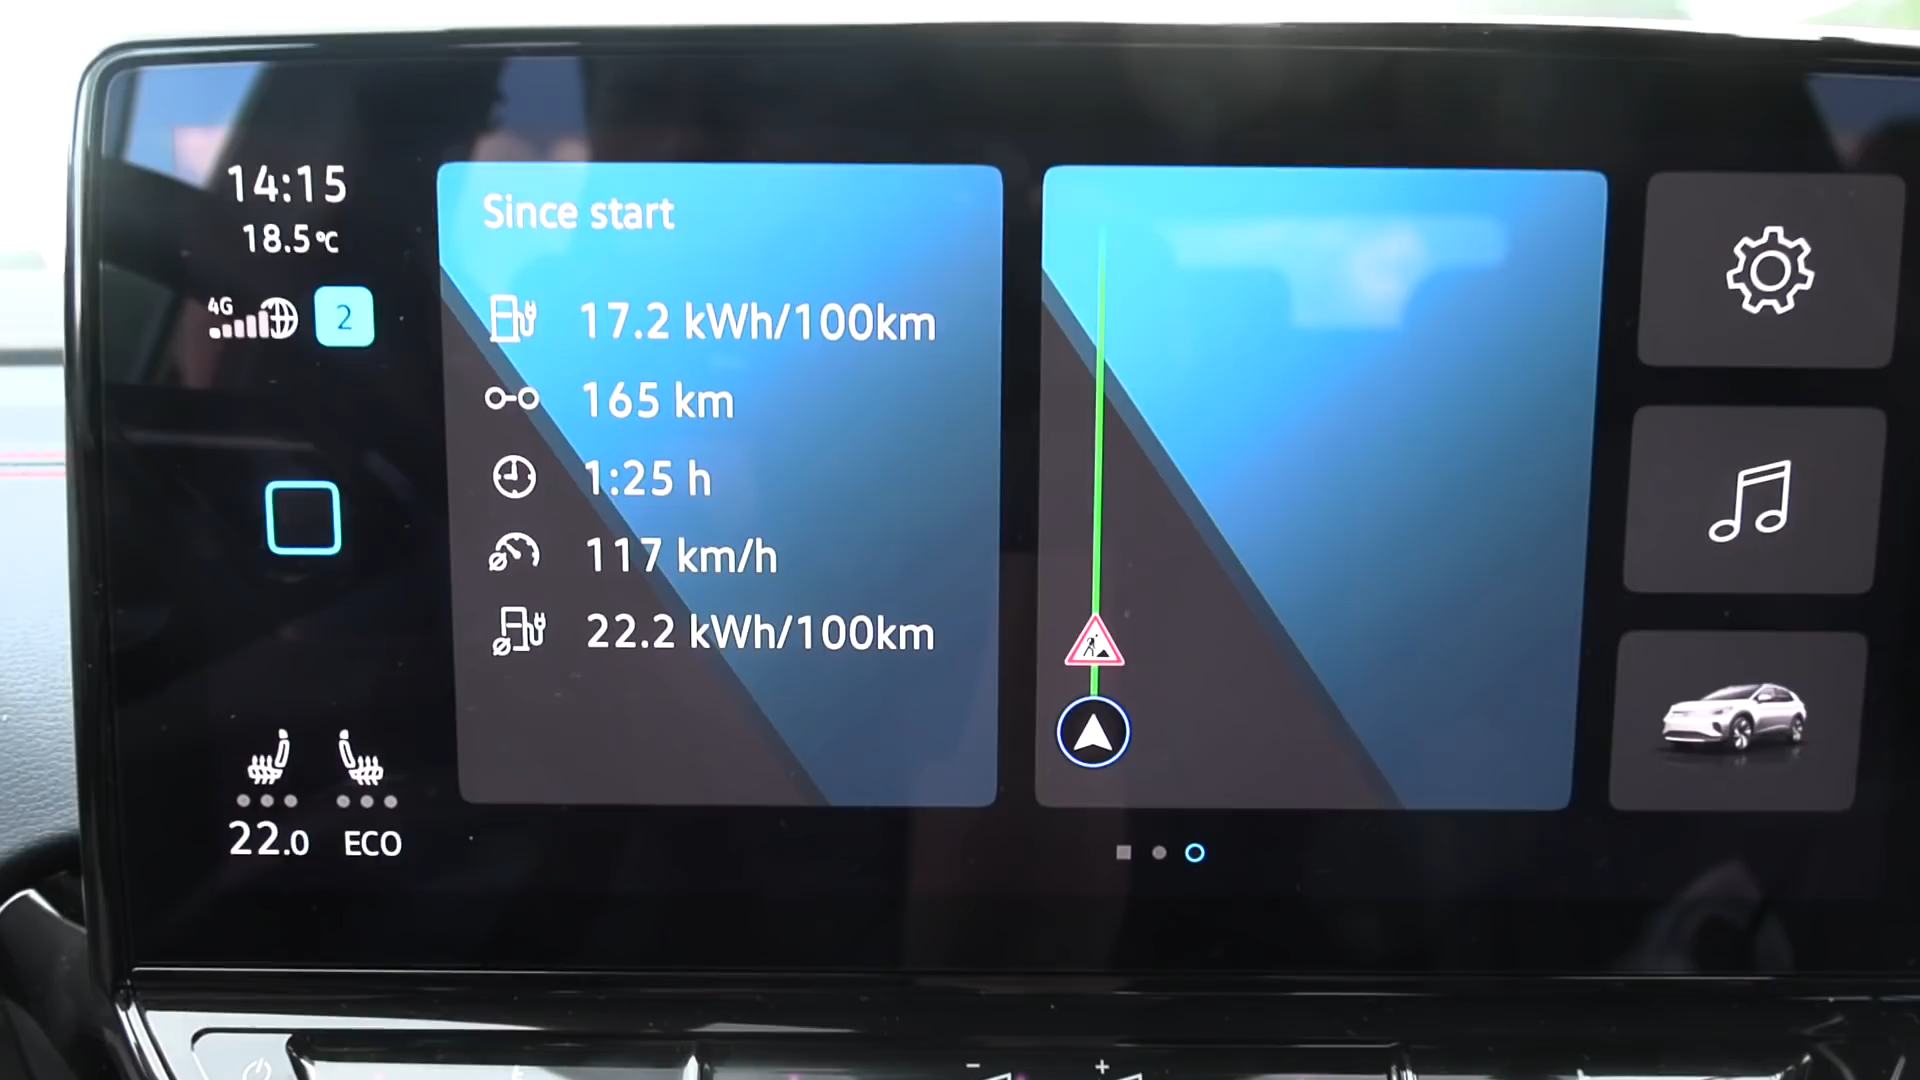 14:15
18.5°C
4G
2
Since start
17.2 kWh/100km
165 km
1:25 h
117 km/h
22.2 kWh/100km
22.0 ECO
- +